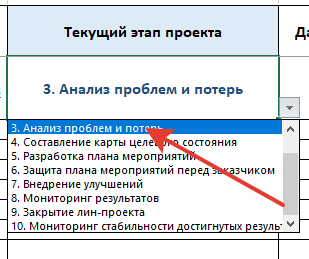 Текущий этап проекта
Да
3. Анализ проблем и потерь
3. Анализ проблем и потерь
4. Составление карты целевого состояния
5. Разработка плана мероприятий
6. Защита плана мероприятий перед заказчиком
7. Внедрение улучшений
8. Мониторинг результатов
9. Закрытие лин-проекта
10. Мониторинг стабильности достигнутых резуль